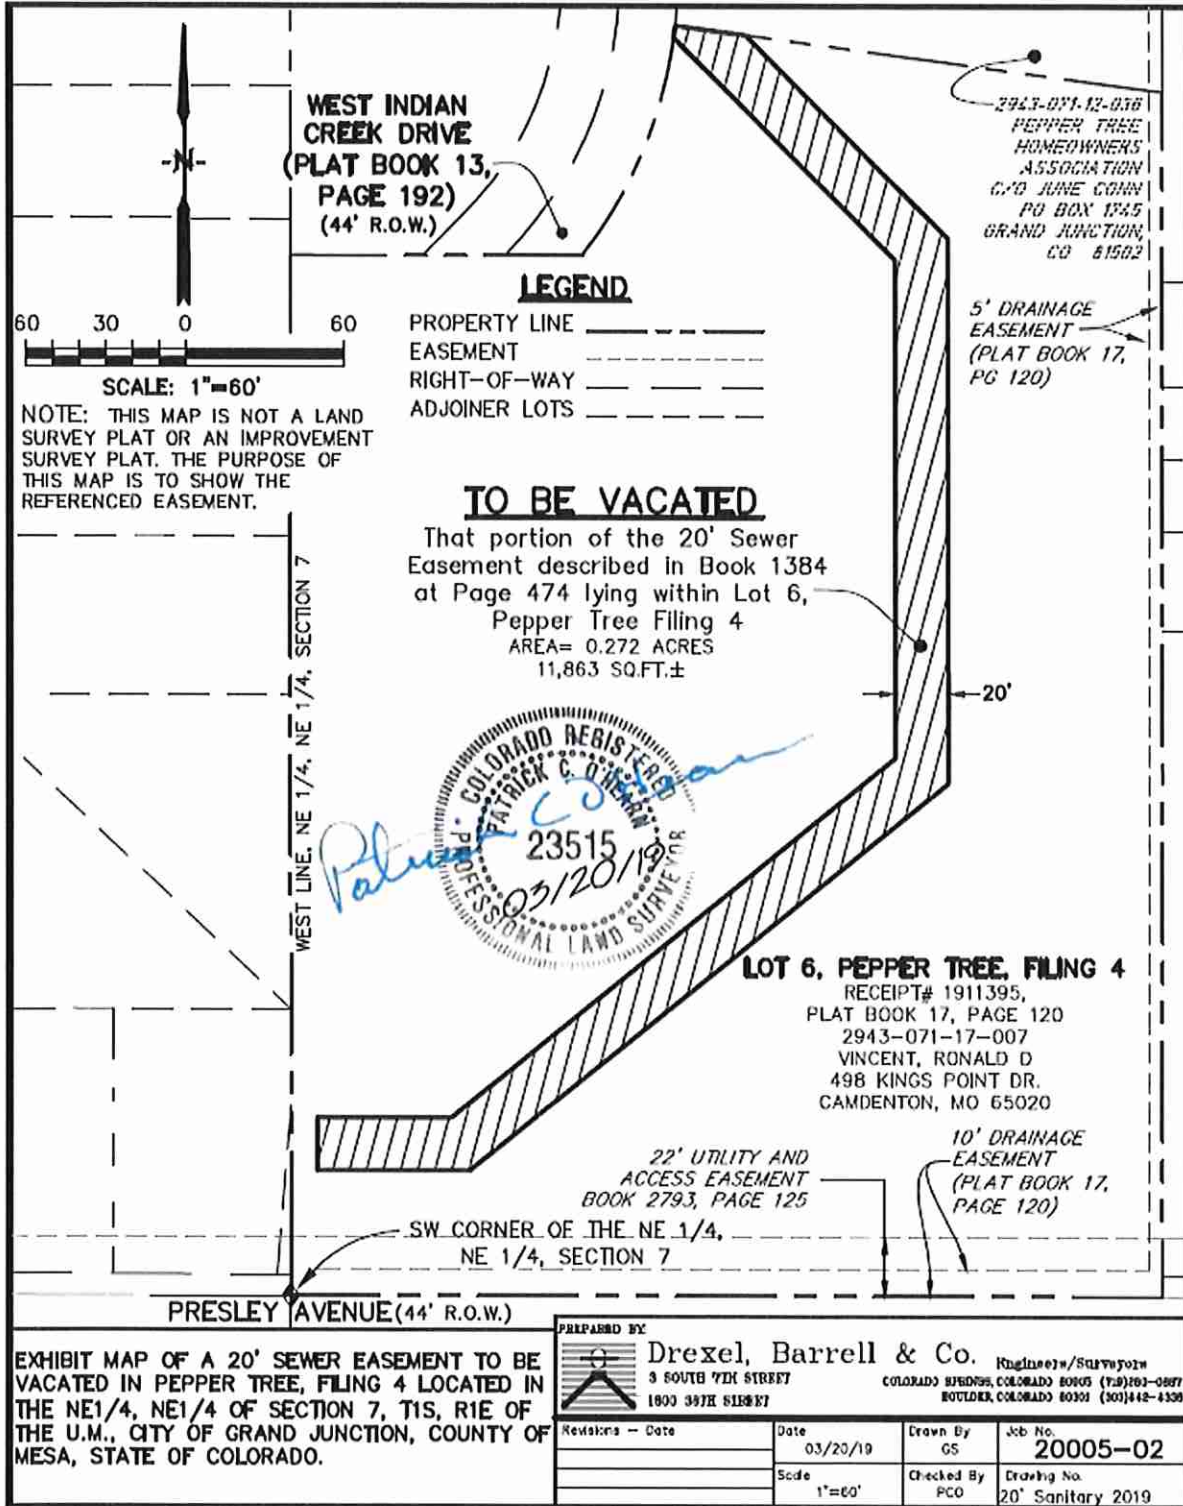 WEST INDIAN
CREEK DRIVE
(PLAT BOOK 13,
PAGE 192)
(44' R.O.W.)
-N-
2943-071-12-036
PEPPER TREE
HOMEOWNERS
ASSOCIATION
C/O JUNE CONN
PO BOX 1745
GRAND JUNCTION,
CO 81502
5' DRAINAGE
EASEMENT
(PLAT BOOK 17,
PG 120)
60 30 0 60
SCALE: 1"=60'
NOTE: THIS MAP IS NOT A LAND
SURVEY PLAT OR AN IMPROVEMENT
SURVEY PLAT. THE PURPOSE OF
THIS MAP IS TO SHOW THE
REFERENCED EASEMENT.
LEGEND
PROPERTY LINE
EASEMENT
RIGHT-OF-WAY
ADJOINER LOTS
TO BE VACATED
That portion of the 20' Sewer
Easement described in Book 1384
at Page 474 lying within Lot 6,
Pepper Tree Filing 4
AREA= 0.272 ACRES
11,863 SQ.FT.±
20'
WEST LINE, NE 1/4, NE 1/4, SECTION 7
COLORADO REGISTERED
PATRICK C. O'HEARN
23515
03/20/19
PROFESSIONAL LAND SURVEYOR
LOT 6, PEPPER TREE, FILING 4
RECEIPT# 1911395,
PLAT BOOK 17, PAGE 120
2943-071-17-007
VINCENT, RONALD D
498 KINGS POINT DR.
CAMDENTON, MO 65020
22' UTILITY AND
ACCESS EASEMENT
BOOK 2793, PAGE 125
10' DRAINAGE
EASEMENT
(PLAT BOOK 17,
PAGE 120)
SW CORNER OF THE NE 1/4,
NE 1/4, SECTION 7
PRESLEY AVENUE (44' R.O.W.)
EXHIBIT MAP OF A 20' SEWER EASEMENT TO BE
VACATED IN PEPPER TREE, FILING 4 LOCATED IN
THE NE1/4, NE1/4 OF SECTION 7, T1S, R1E OF
THE U.M., CITY OF GRAND JUNCTION, COUNTY OF
MESA, STATE OF COLORADO.
PREPARED BY
Drexel, Barrell & Co. Engineers/Surveyors
3 SOUTH 7TH STREET COLORADO SPRINGS, COLORADO 80905
1800 38TH STREET BOULDER, COLORADO 80301 (303)442-4338
Revisions - Date
Date
03/20/19
Drawn By
GS
Job No.
20005-02
Scale
1"=60'
Checked By
PCO
Drawing No.
20' Sanitary 2019